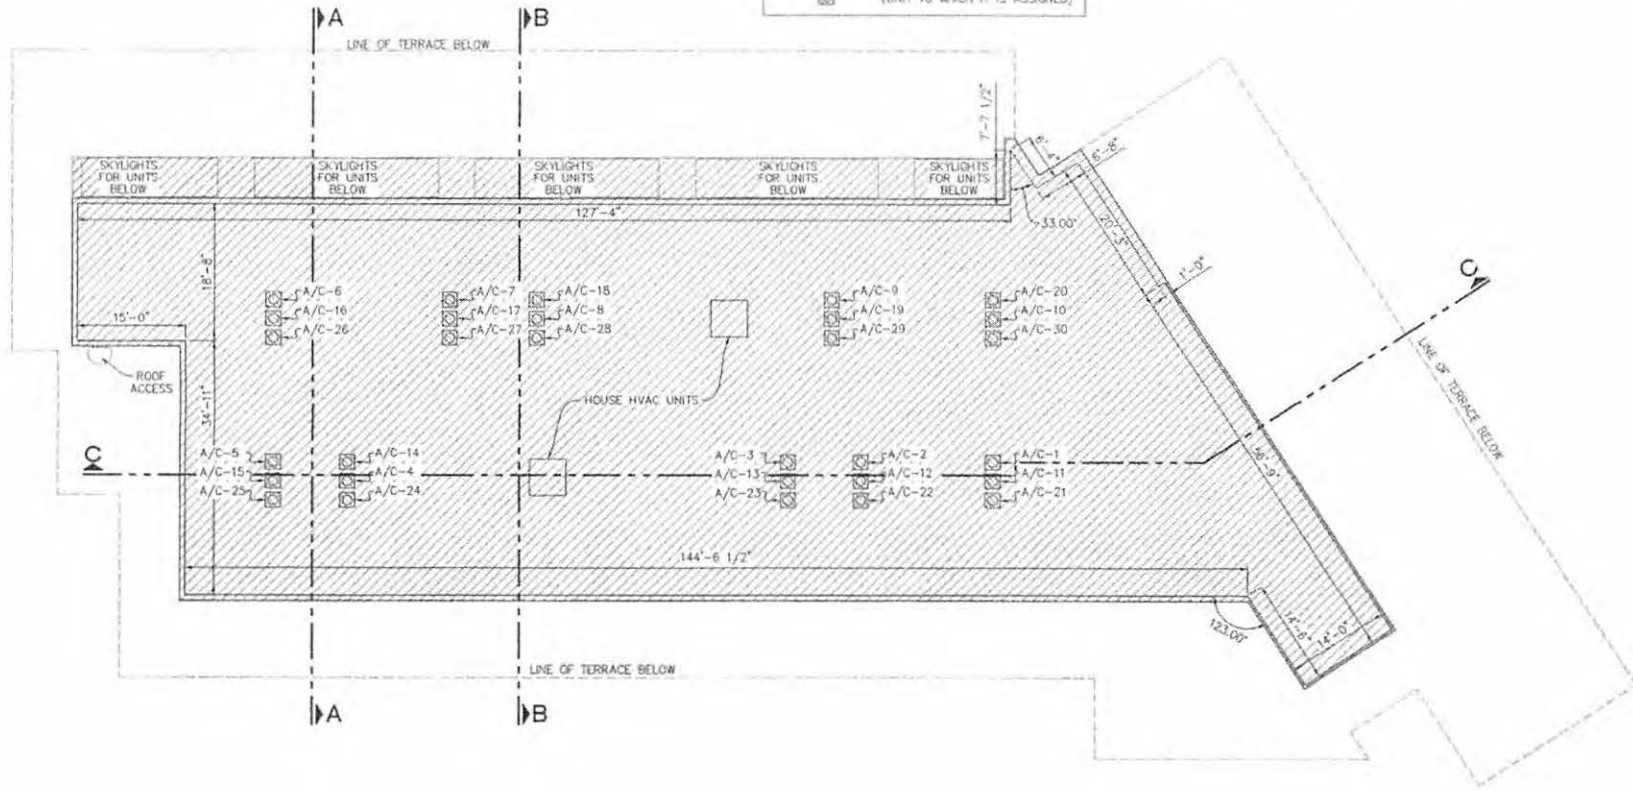 (UNIT TO WHICH IT IS ASSIGNED)
A
B
LINE OF TERRACE BELOW
7'-7 1/2"
6'-4"
6'-8"
SKYLIGHTS
FOR UNITS
BELOW
SKYLIGHTS
FOR UNITS
BELOW
SKYLIGHTS
FOR UNITS
BELOW
SKYLIGHTS
FOR UNITS
BELOW
SKYLIGHTS
FOR UNITS
BELOW
127'-4"
33.00°
20'-3"
1'-0"
C
18'-8"
A/C-6
A/C-16
A/C-26
A/C-7
A/C-17
A/C-27
A/C-18
A/C-8
A/C-28
A/C-9
A/C-19
A/C-29
A/C-20
A/C-10
A/C-30
15'-0"
ROOF
ACCESS
34'-11"
HOUSE HVAC UNITS
LINE OF TERRACE BELOW
C
A/C-5
A/C-15
A/C-25
A/C-14
A/C-4
A/C-24
A/C-3
A/C-13
A/C-23
A/C-2
A/C-12
A/C-22
A/C-1
A/C-11
A/C-21
144'-6 1/2"
123.00°
14'-6"
14'-0"
LINE OF TERRACE BELOW
A
B